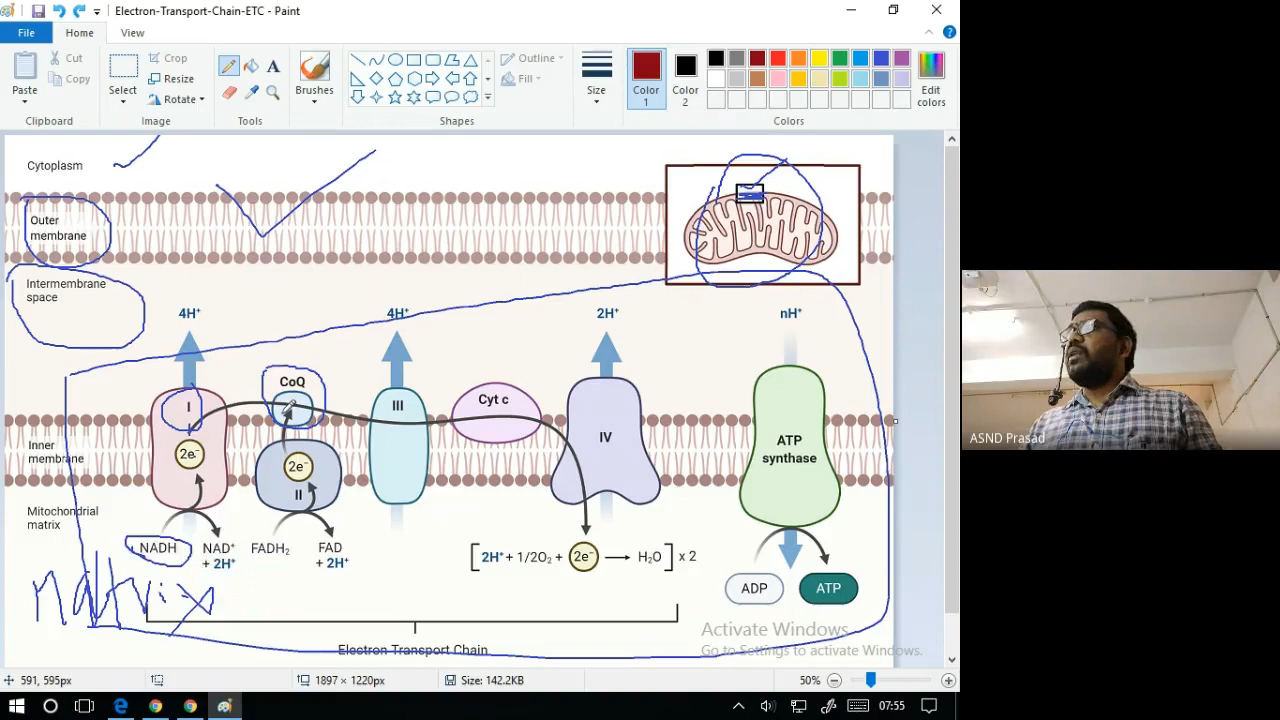 Electron-Transport-Chain-ETC - Paint
File
Home
View
Paste
Cut
Copy
Clipboard
Select
Crop
Resize
Rotate
Image
A
Tools
Brushes
Outline
Fill
Shapes
Size
Color
1
Color
2
Edit
colors
Colors
Cytoplasm
Outer
membrane
Intermembrane
space
4H⁺
4H⁺
2H⁺
nH⁺
CoQ
I
III
Cyt c
IV
ATP
synthase
Inner
membrane
2e⁻
2e⁻
II
Mitochondrial
matrix
NADH
NAD⁺
+ 2H⁺
FADH₂
FAD
+ 2H⁺
[2H⁺ + 1/2O₂ + 2e⁻ → H₂O] x 2
ADP
ATP
matrix
Electron Transport Chain
Activate Windows
Go to Settings to activate Windows.
ASND Prasad
591, 595px
1897 × 1220px
Size: 142.2KB
50%
07:55